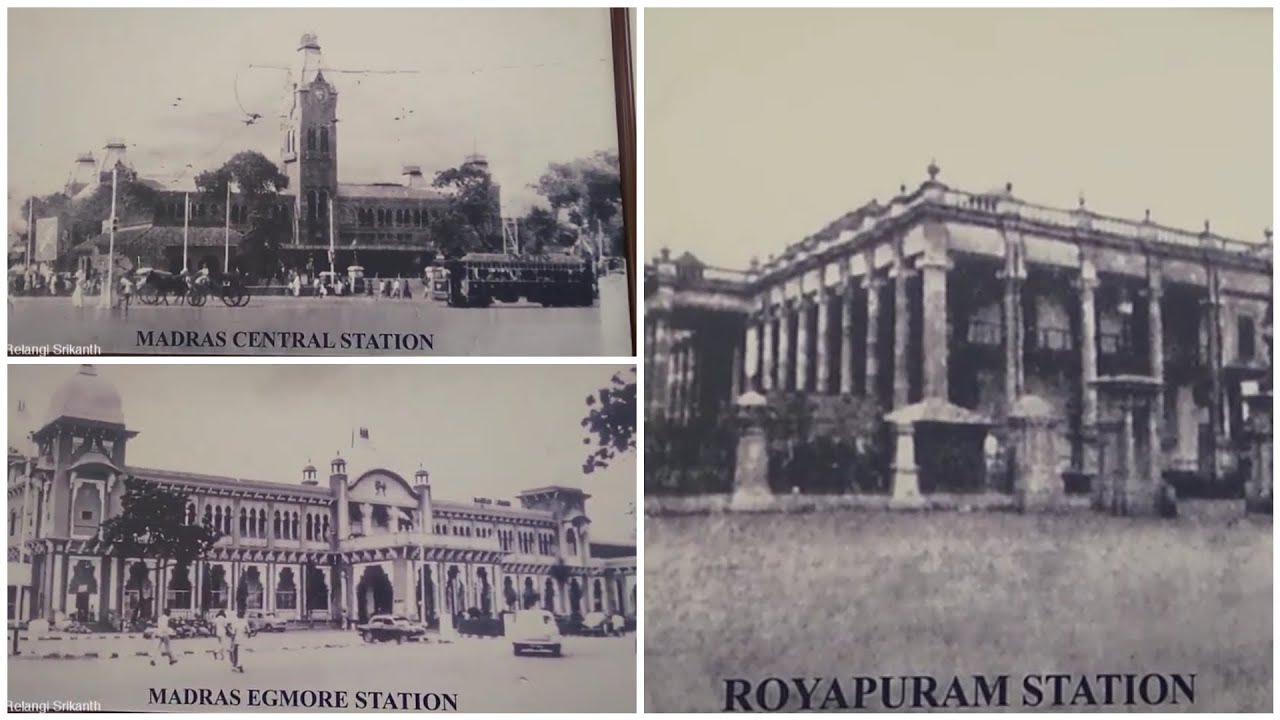 MADRAS CENTRAL STATION
Relangi Srikanth
MADRAS EGMORE STATION
Relangi Srikanth
ROYAPURAM STATION